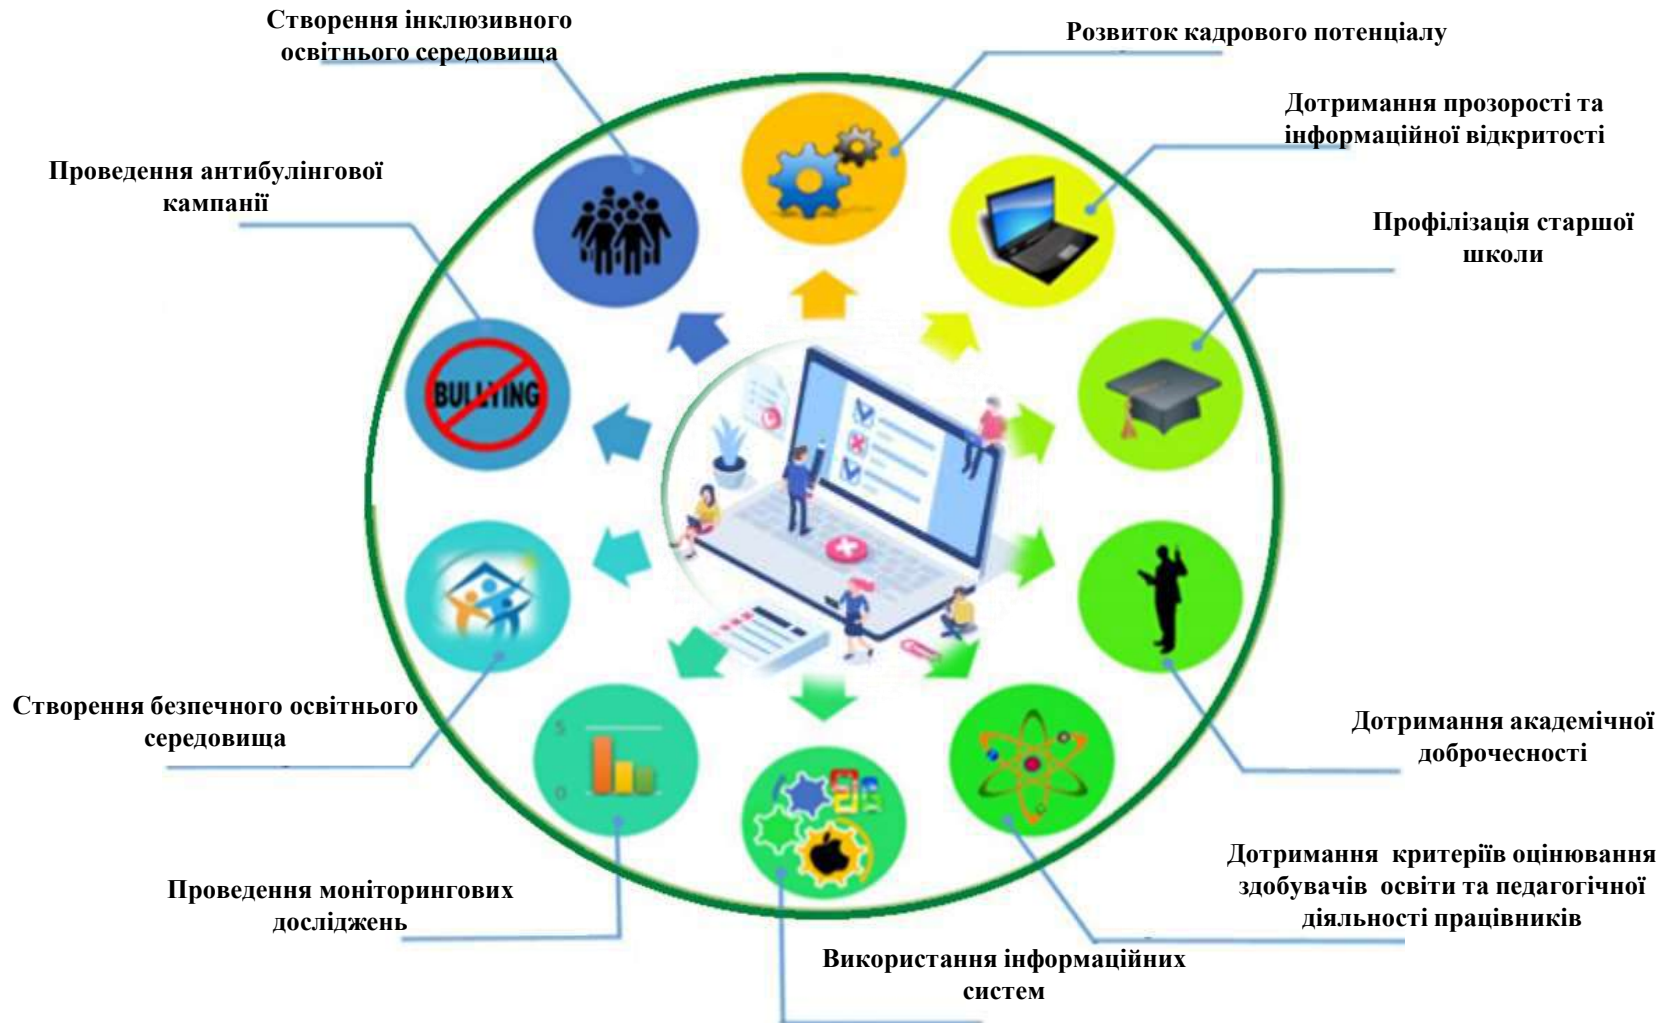 Створення інклюзивного
освітнього середовища
Розвиток кадрового потенціалу
Дотримання прозорості та
інформаційної відкритості
Проведення антибулінгової
кампанії
Профілізація старшої
школи
BULLYING
Створення безпечного освітнього
середовища
5
0
Дотримання академічної
доброчесності
Проведення моніторингових
досліджень
Дотримання критеріїв оцінювання
здобувачів освіти та педагогічної
діяльності працівників
Використання інформаційних
систем